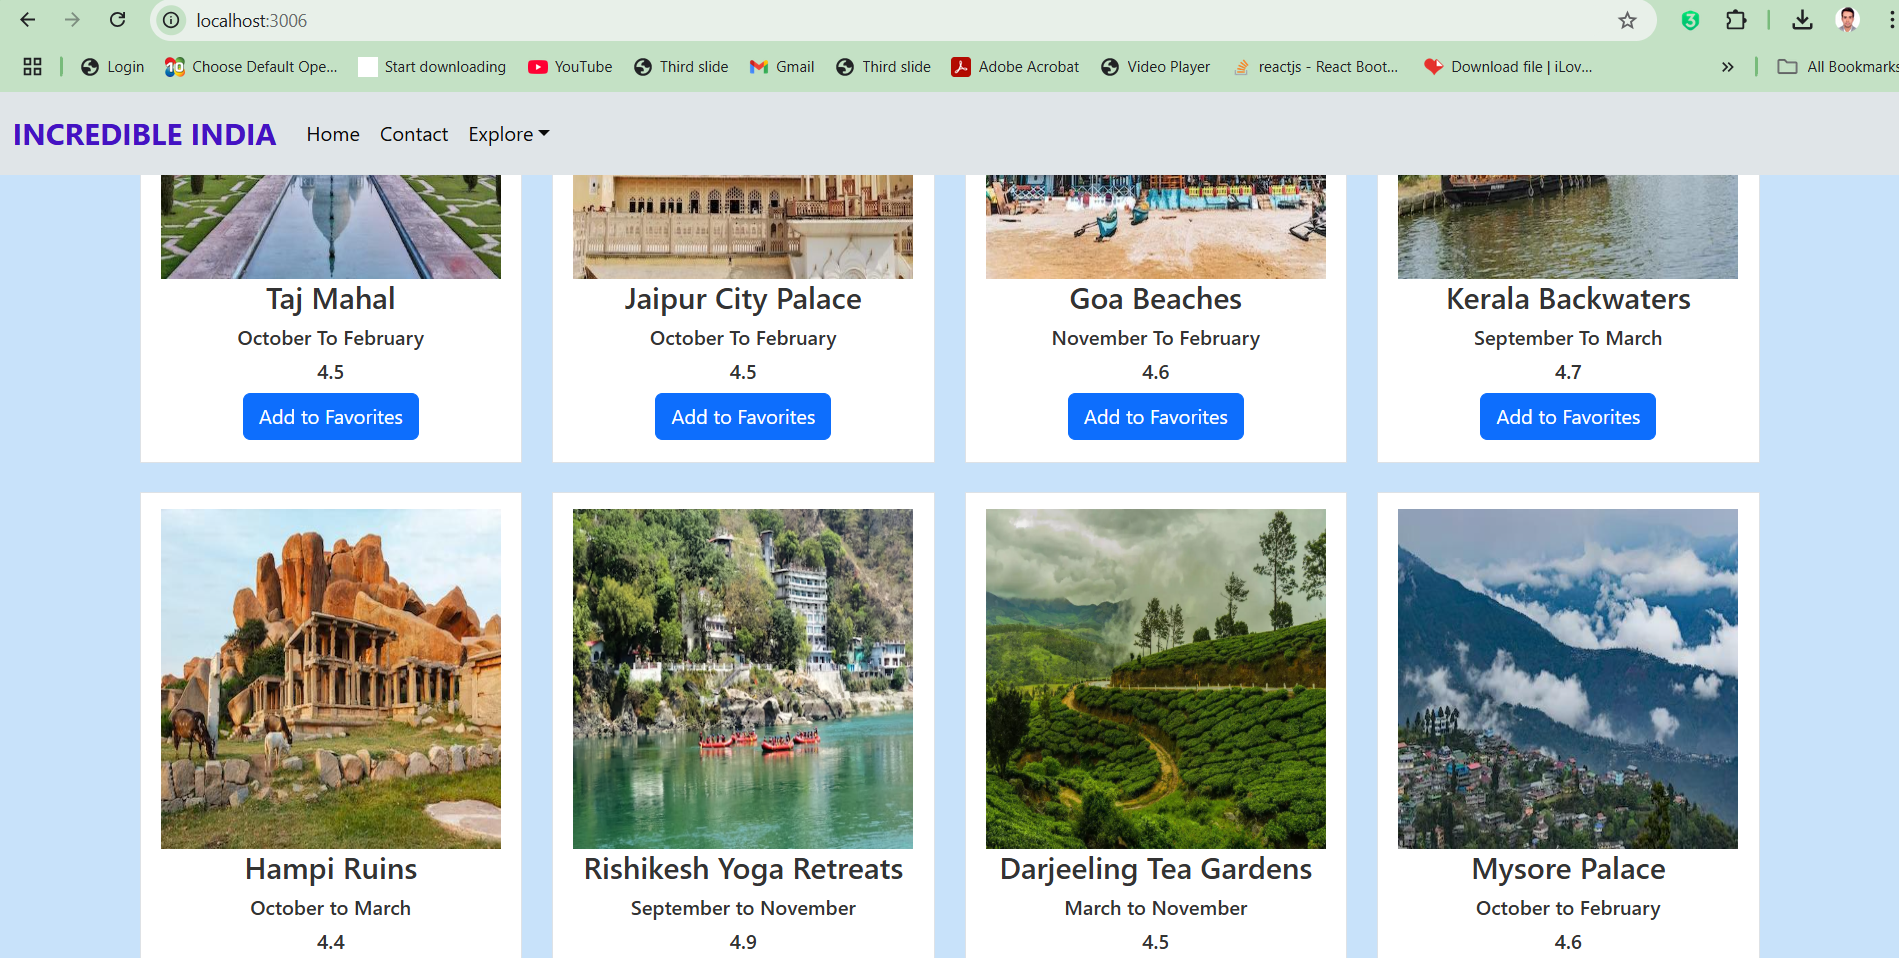 localhost:3006
Login
Choose Default Ope...
Start downloading
YouTube
Third slide
Gmail
Third slide
Adobe Acrobat
Video Player
reactjs - React Boot...
Download file | iLov...
All Bookmarks
INCREDIBLE INDIA
Home
Contact
Explore
Taj Mahal
October To February
4.5
Add to Favorites
Jaipur City Palace
October To February
4.5
Add to Favorites
Goa Beaches
November To February
4.6
Add to Favorites
Kerala Backwaters
September To March
4.7
Add to Favorites
Hampi Ruins
October to March
4.4
Rishikesh Yoga Retreats
September to November
4.9
Darjeeling Tea Gardens
March to November
4.5
Mysore Palace
October to February
4.6